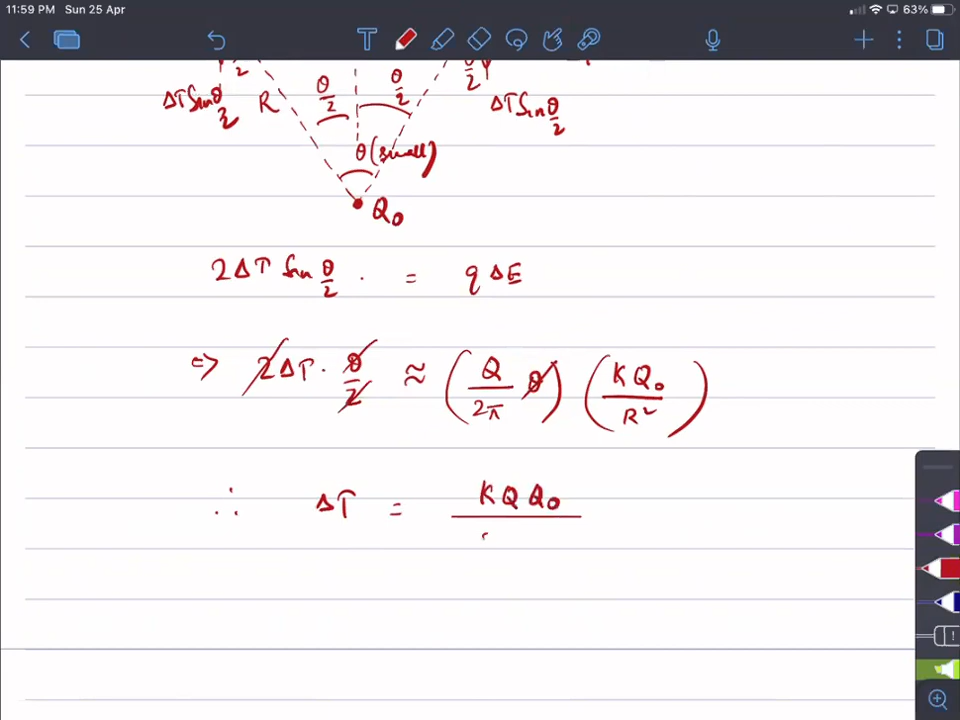 11:59 PM Sun 25 Apr 63%
T
θ/2 θ/2
ΔT Sin θ/2 R ΔT Sin θ/2
θ (small)
Q₀
2ΔT Sin θ/2 . = q ΔE
⇒ 2ΔT · θ/2 ≈ (Q/2π θ) (KQ₀/R²)
∴ ΔT = KQQ₀